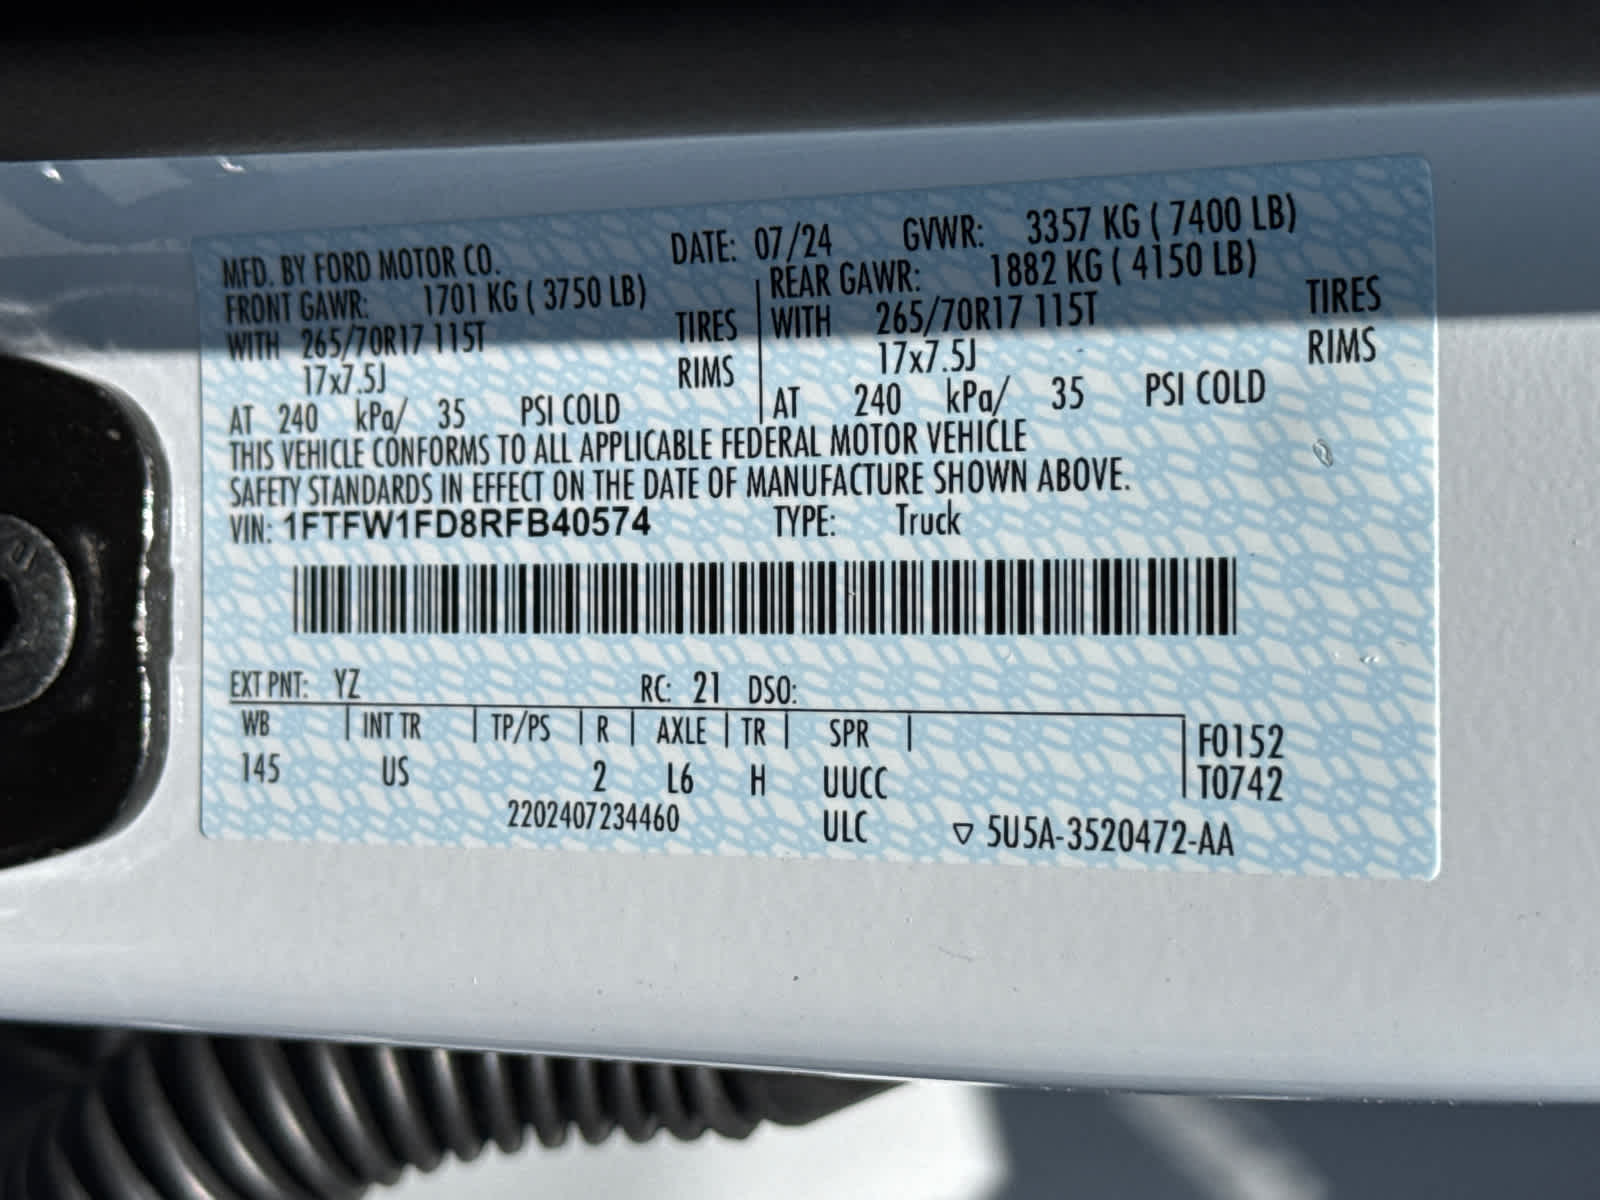 MFD. BY FORD MOTOR CO. DATE: 07/24 GVWR: 3357 KG ( 7400 LB)
FRONT GAWR: 1701 KG ( 3750 LB) REAR GAWR: 1882 KG ( 4150 LB)
WITH 265/70R17 115T TIRES WITH 265/70R17 115T TIRES
17x7.5J RIMS 17x7.5J RIMS
AT 240 kPa/ 35 PSI COLD AT 240 kPa/ 35 PSI COLD
THIS VEHICLE CONFORMS TO ALL APPLICABLE FEDERAL MOTOR VEHICLE
SAFETY STANDARDS IN EFFECT ON THE DATE OF MANUFACTURE SHOWN ABOVE.
VIN: 1FTFW1FD8RFB40574 TYPE: Truck
EXT PNT: YZ RC: 21 DSO:
WB INT TR TP/PS R AXLE TR SPR F0152
145 US 2 L6 H UUCC T0742
2202407234460 ULC ▽ 5U5A-3520472-AA